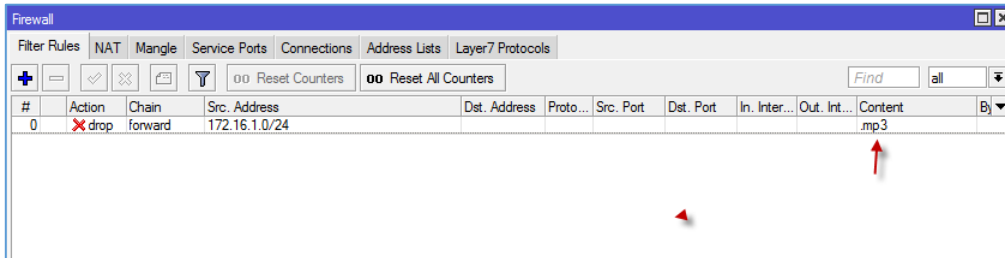 Firewall
Filter Rules NAT Mangle Service Ports Connections Address Lists Layer7 Protocols
00 Reset Counters 00 Reset All Counters Find all
# Action Chain Src. Address Dst. Address Proto... Src. Port Dst. Port In. Inter... Out. Int... Content By
0 drop forward 172.16.1.0/24 .mp3